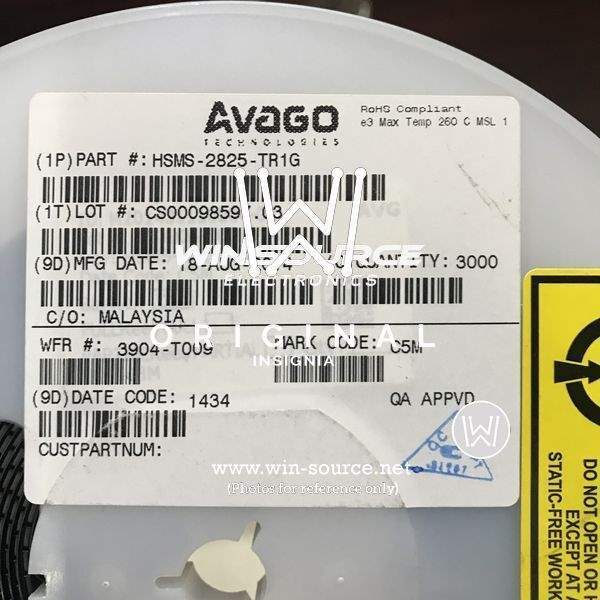 AVAGO
TECHNOLOGIES
RoHS Compliant
e3 Max Temp 260 C MSL 1
(1P)PART #: HSMS-2825-TR1G
(1T)LOT #:
WIN SOURCE
ELECTRONICS
(9D)MFG DATE: 18-AUG-
QUANTITY: 3000
C/O: MALAYSIA
ORIGINAL
INSIGNIA
WFR #: 3904-T009
MARK CODE: C5M
(9D)DATE CODE: 1434
QA APPVD
CUSTPARTNUM:
www.win-source.net
(Photos for reference only)
DO NOT OPEN OR
EXCEPT AT
STATIC-FREE WORK